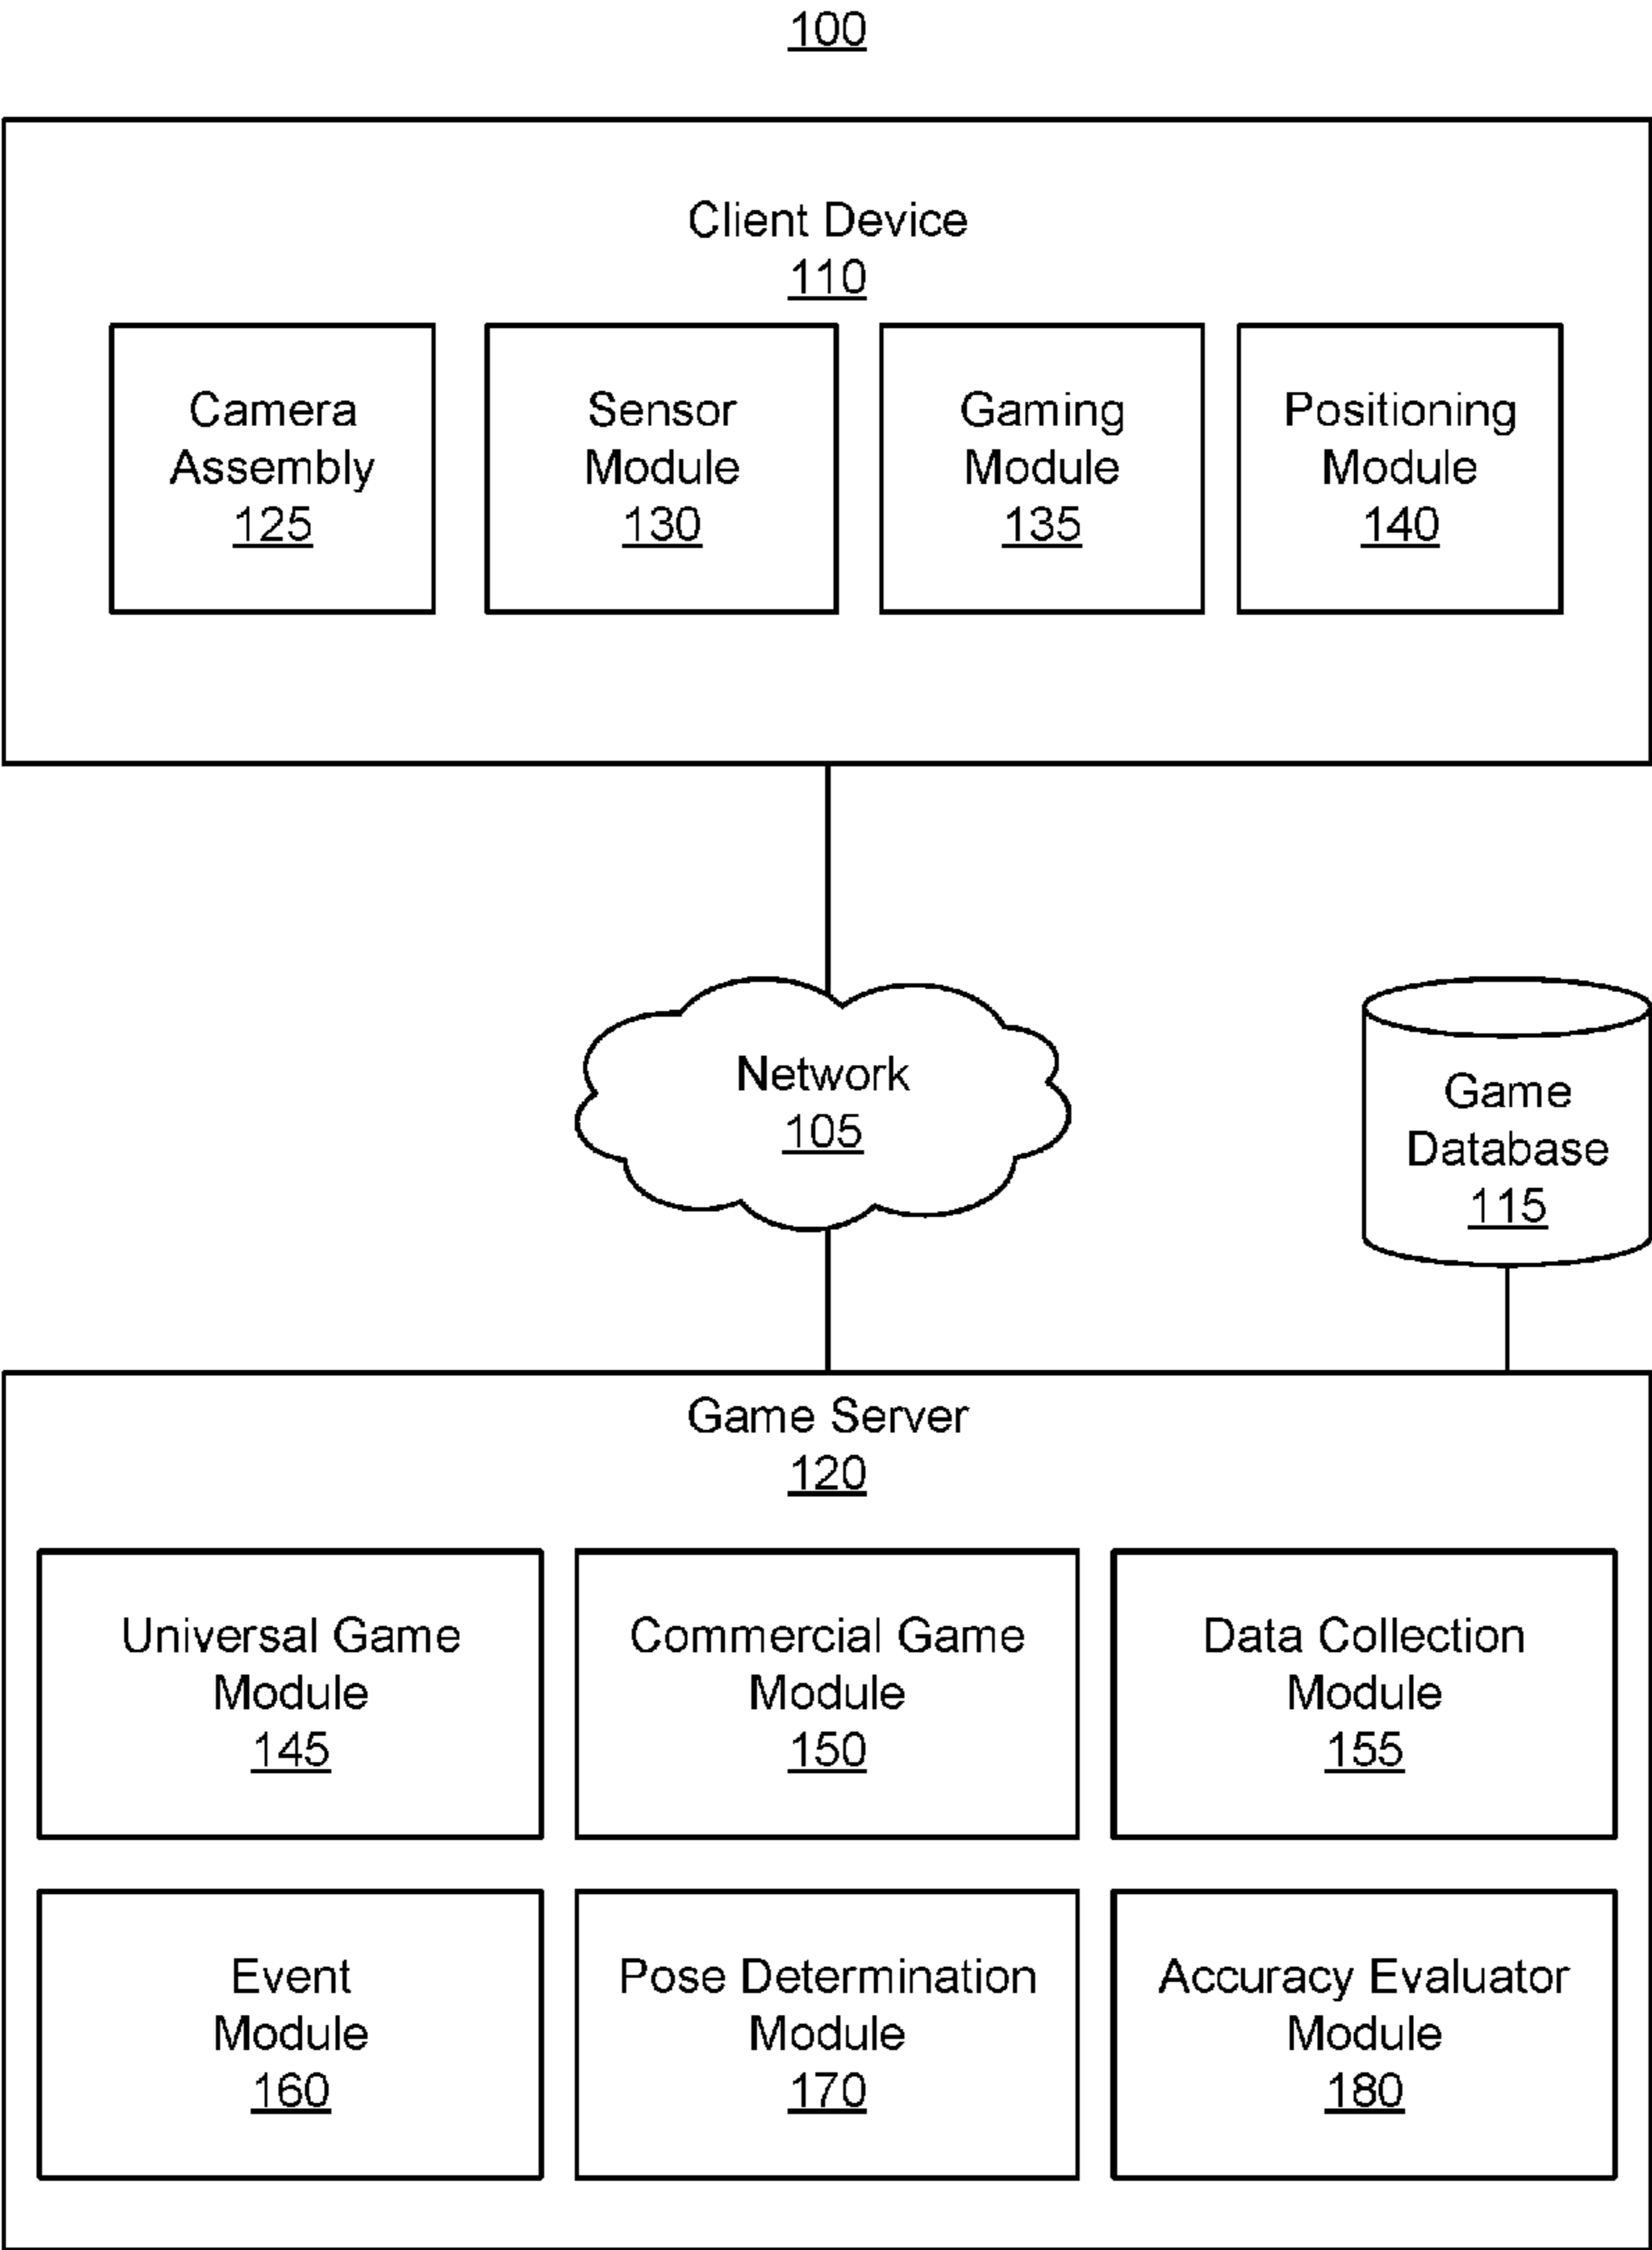 100
Client Device
110
Camera
Assembly
125
Sensor
Module
130
Gaming
Module
135
Positioning
Module
140
Network
105
Game
Database
115
Game Server
120
Universal Game
Module
145
Commercial Game
Module
150
Data Collection
Module
155
Event
Module
160
Pose Determination
Module
170
Accuracy Evaluator
Module
180